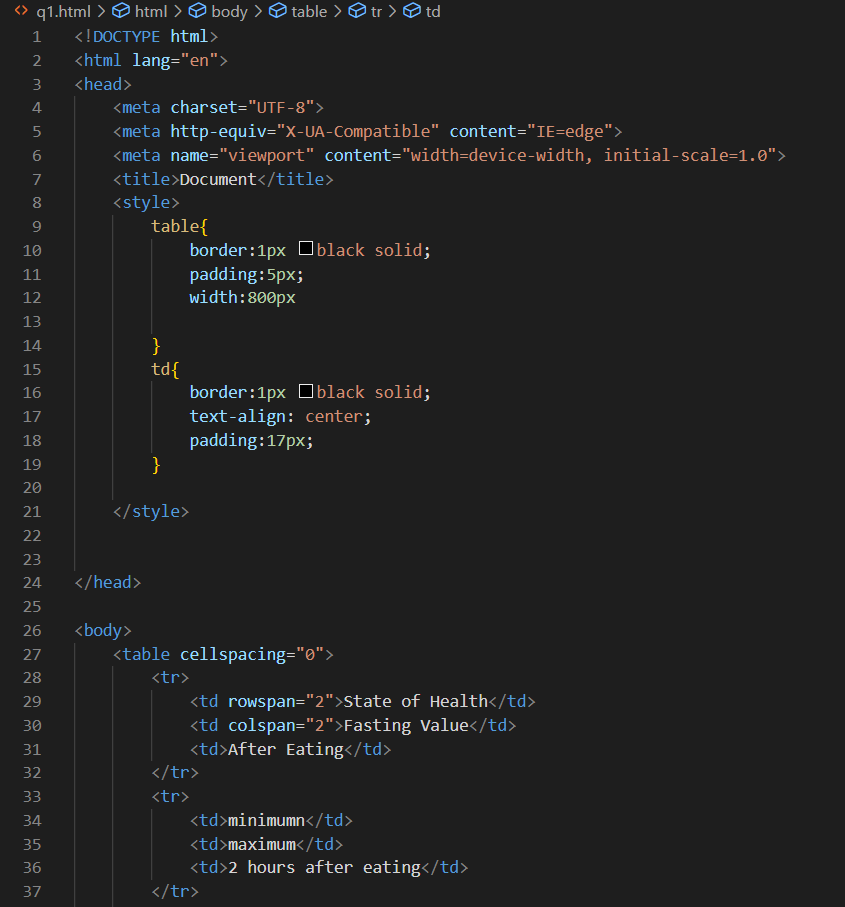 q1.html > html > body > table > tr > td
1 <!DOCTYPE html>
2 <html lang="en">
3 <head>
4     <meta charset="UTF-8">
5     <meta http-equiv="X-UA-Compatible" content="IE=edge">
6     <meta name="viewport" content="width=device-width, initial-scale=1.0">
7     <title>Document</title>
8     <style>
9         table{
10             border:1px black solid;
11             padding:5px;
12             width:800px
13
14         }
15         td{
16             border:1px black solid;
17             text-align: center;
18             padding:17px;
19         }
20
21     </style>
22
23
24 </head>
25
26 <body>
27     <table cellspacing="0">
28         <tr>
29             <td rowspan="2">State of Health</td>
30             <td colspan="2">Fasting Value</td>
31             <td>After Eating</td>
32         </tr>
33         <tr>
34             <td>minimumn</td>
35             <td>maximum</td>
36             <td>2 hours after eating</td>
37         </tr>